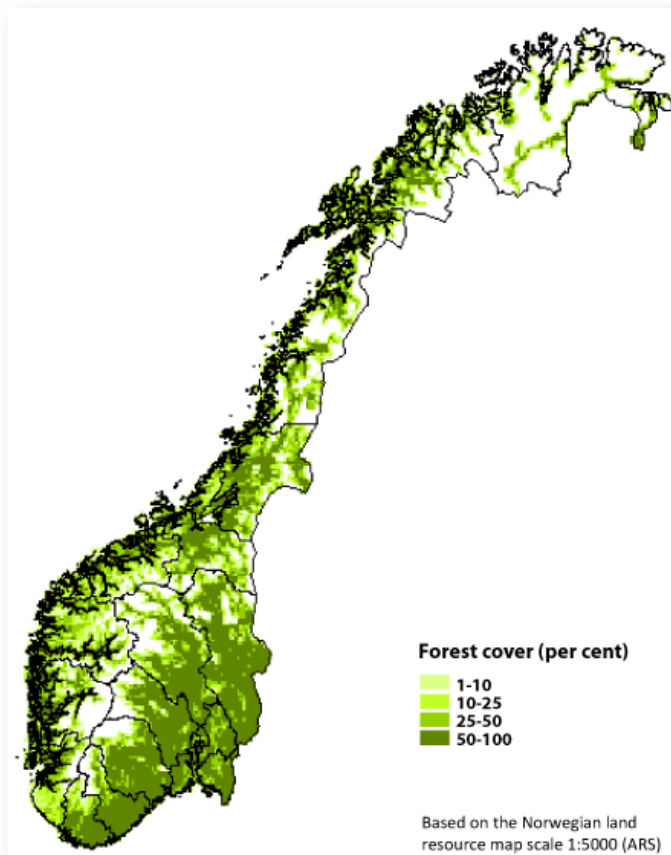 Forest cover (per cent)
1-10
10-25
25-50
50-100
Based on the Norwegian land
resource map scale 1:5000 (ARS)